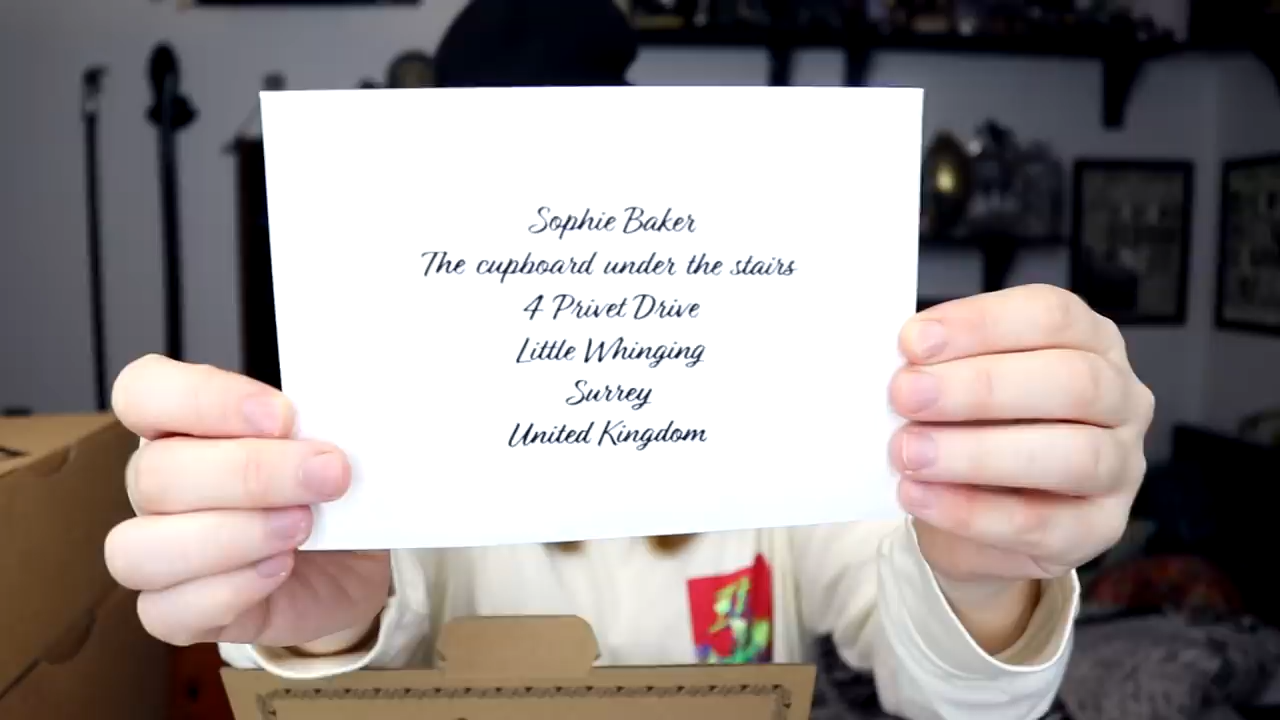 Sophie Baker
The cupboard under the stairs
4 Privet Drive
Little Whinging
Surrey
United Kingdom